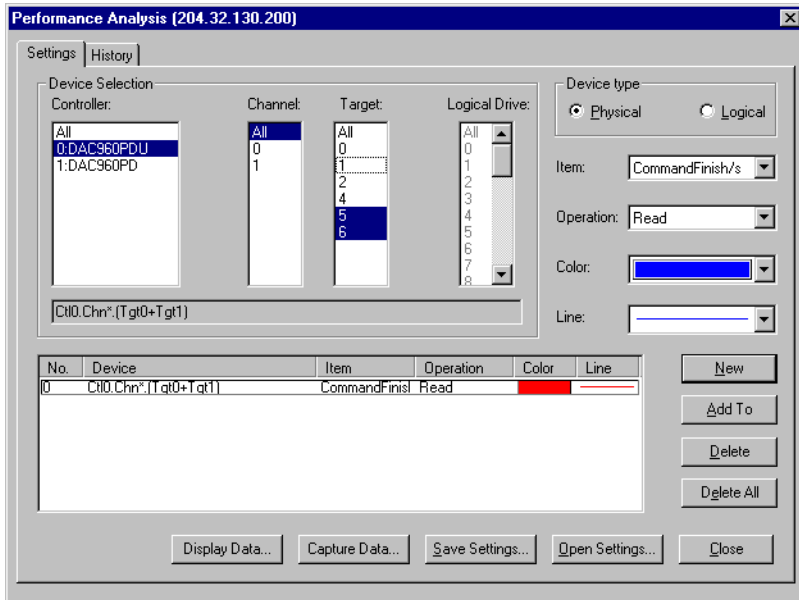 Performance Analysis (204.32.130.200)
Settings History
Device Selection
Controller: Channel: Target: Logical Drive:
All
0:DAC960PDU
1:DAC960PD
All
0
1
All
0
1
2
4
5
6
All
0
1
2
3
4
5
6
7
8
Ctl0.Chn*.(Tgt0+Tgt1)
Device type
Physical Logical
Item: CommandFinish/s
Operation: Read
Color:
Line:
No. Device Item Operation Color Line
0 Ctl0.Chn*.(Tgt0+Tgt1) CommandFinisl Read
New
Add To
Delete
Delete All
Display Data... Capture Data... Save Settings... Open Settings... Close